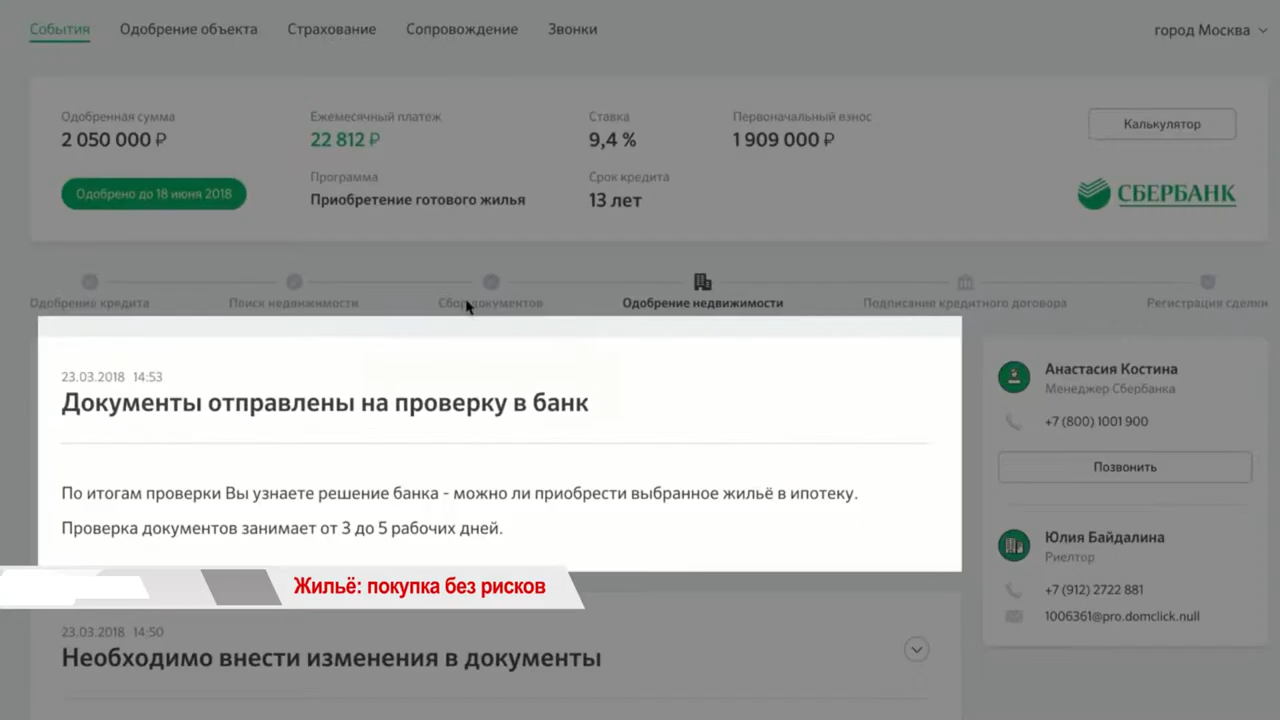 События Одобрение объекта Страхование Сопровождение Звонки город Москва
Одобренная сумма Ежемесячный платеж Ставка Первоначальный взнос
2 050 000 ₽ 22 812 ₽ 9,4 % 1 909 000 ₽ Калькулятор
Программа Срок кредита
Одобрено до 18 июня 2018 Приобретение готового жилья 13 лет СБЕРБАНК
Одобрение кредита Поиск недвижимости Сбор документов Одобрение недвижимости Подписание кредитного договора Регистрация сделки
23.03.2018 14:53
Документы отправлены на проверку в банк
По итогам проверки Вы узнаете решение банка - можно ли приобрести выбранное жильё в ипотеку.
Проверка документов занимает от 3 до 5 рабочих дней.
Жильё: покупка без рисков
23.03.2018 14:50
Необходимо внести изменения в документы
Анастасия Костина
Менеджер Сбербанка
+7 (800) 1001 900
Позвонить
Юлия Байдалина
Риелтор
+7 (912) 2722 881
1006361@pro.domclick.null